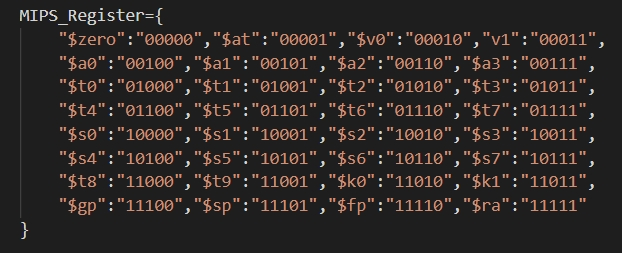 MIPS_Register={
"$zero":"00000","$at":"00001","$v0":"00010","v1":"00011",
"$a0":"00100","$a1":"00101","$a2":"00110","$a3":"00111",
"$t0":"01000","$t1":"01001","$t2":"01010","$t3":"01011",
"$t4":"01100","$t5":"01101","$t6":"01110","$t7":"01111",
"$s0":"10000","$s1":"10001","$s2":"10010","$s3":"10011",
"$s4":"10100","$s5":"10101","$s6":"10110","$s7":"10111",
"$t8":"11000","$t9":"11001","$k0":"11010","$k1":"11011",
"$gp":"11100","$sp":"11101","$fp":"11110","$ra":"11111"
}